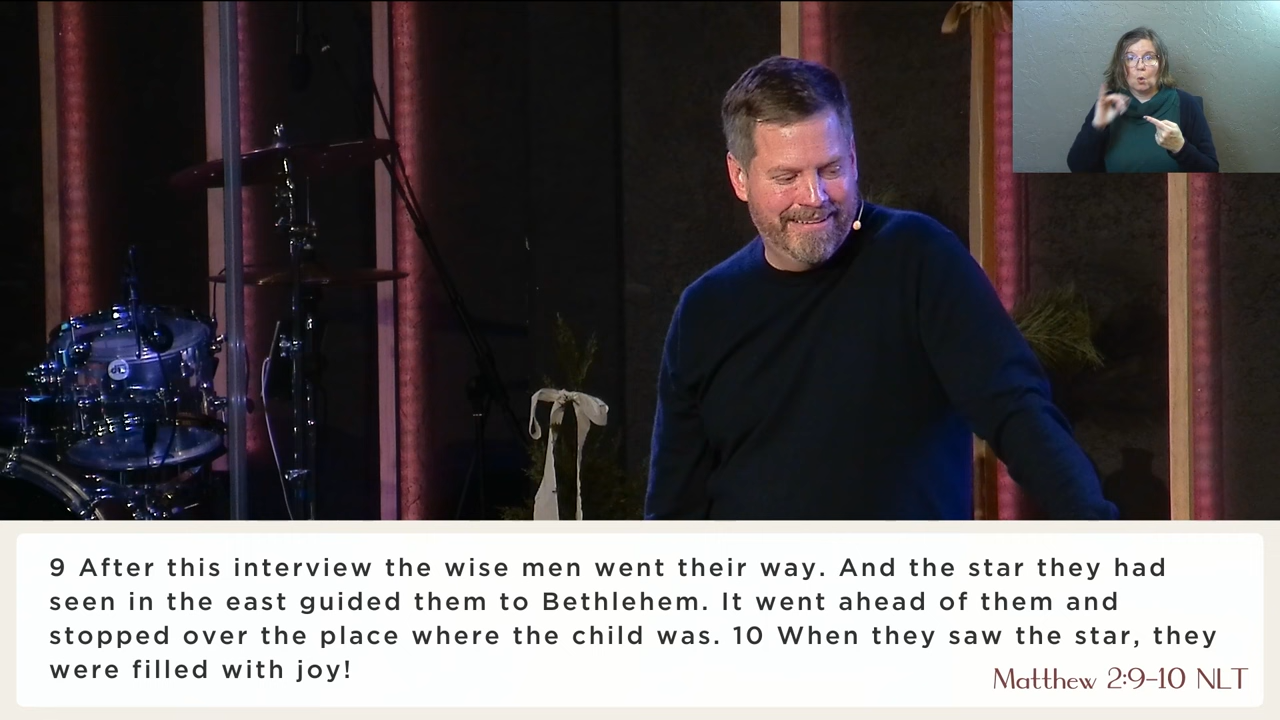 9 After this interview the wise men went their way. And the star they had
seen in the east guided them to Bethlehem. It went ahead of them and
stopped over the place where the child was. 10 When they saw the star, they
were filled with joy!
Matthew 2:9-10 NLT